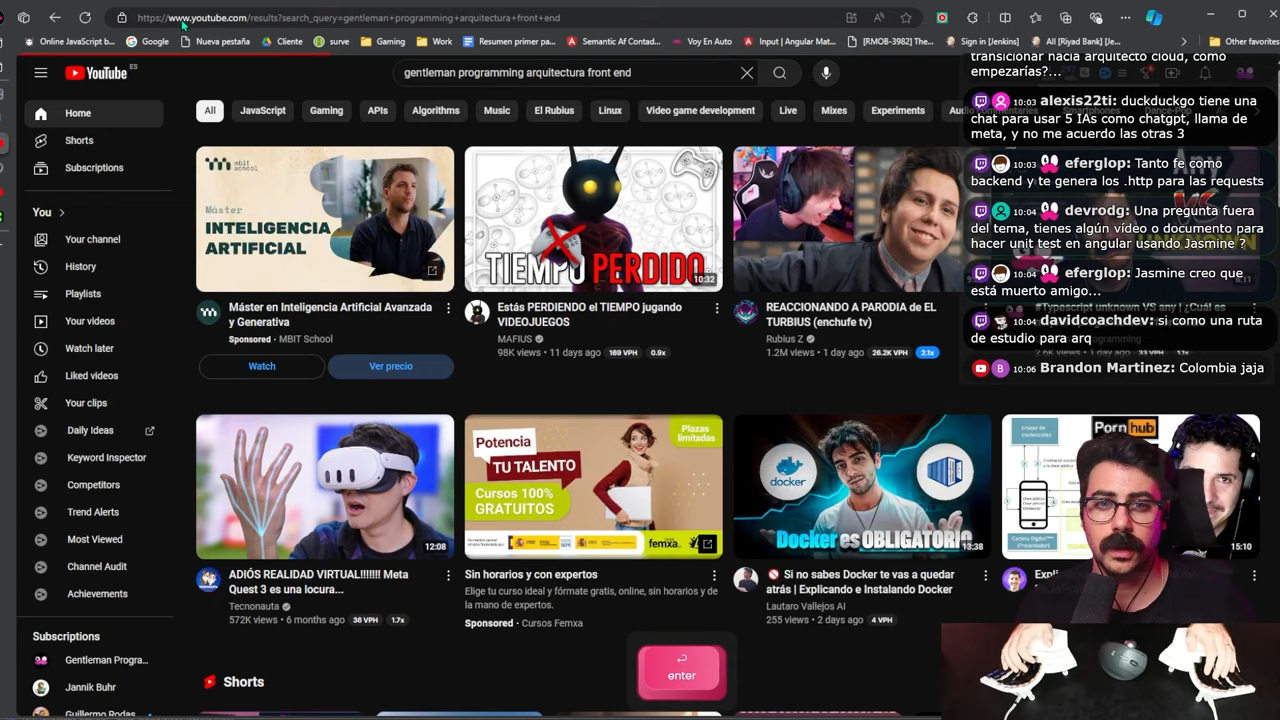 https://www.youtube.com/results?search_query=gentleman+programming+arquitectura+front+end
Online JavaScript b...
Google
Nueva pestaña
Cliente
surve
Gaming
Work
Resumen primer pa...
Semantic Af Contad...
Voy En Auto
Input | Angular Mat...
[RMOB-3982] [The...
Sign in [Jenkins]
All [Riyad Bank] [Je...
Other favorites
YouTube ES
gentleman programming arquitectura front end
All
JavaScript
Gaming
APIs
Algorithms
Music
El Rubius
Linux
Video game development
Live
Mixes
Experiments
Home
Shorts
Subscriptions
You
Your channel
History
Playlists
Your videos
Watch later
Liked videos
Your clips
Daily Ideas
Keyword Inspector
Competitors
Trend Alerts
Most Viewed
Channel Audit
Achievements
Subscriptions
Gentleman Progra...
Jannik Buhr
Guillermo Rodas
mbit
school
Máster
INTELIGENCIA
ARTIFICIAL
Máster en Inteligencia Artificial Avanzada
y Generativa
Sponsored • MBIT School
Watch
Ver precio
TIEMPO PERDIDO
10:32
Estás PERDIENDO el TIEMPO jugando
VIDEOJUEGOS
MAFIUS
98K views • 11 days ago 169 VPH 0.9x
REACCIONANDO A PARODIA de EL
TURBIUS (enchufe tv)
Rubius Z
1.2M views • 1 day ago 26.2K VPH 2.1x
#Typescript unknown VS any | ¿Cuál es
12:08
ADIÓS REALIDAD VIRTUAL!!!!!!! Meta
Quest 3 es una locura...
Tecnonauta
572K views • 6 months ago 36 VPH 1.7x
Potencia
TU TALENTO
Cursos 100%
GRATUITOS
Plazas
limitadas
femxa
Sin horarios y con expertos
Elige tu curso ideal y fórmate gratis, online, sin horarios y de
la mano de expertos.
Sponsored • Cursos Femxa
docker
Docker es OBLIGATORIO
13:38
🚫 Si no sabes Docker te vas a quedar
atrás | Explicando e Instalando Docker
Lautaro Vallejos AI
255 views • 2 days ago 4 VPH
Pornhub
15:10
Shorts
enter
transicionar hacia arquitecto cloud, como
empezarías?...
10:03 alexis22ti: duckduckgo tiene una
chat para usar 5 IAs como chatgpt, llama de
meta, y no me acuerdo las otras 3
10:03 eferglop: Tanto fe como
backend y te genera los .http para las requests
10:04 devrodg: Una pregunta fuera
del tema, tienes algún vídeo o documento para
hacer unit test en angular usando Jasmine ?
10:04 eferglop: Jasmine creo que
está muerto amigo...
10:04 davidcoachdev: si como una ruta
de estudio para arq
10:06 Brandon Martinez: Colombia jaja